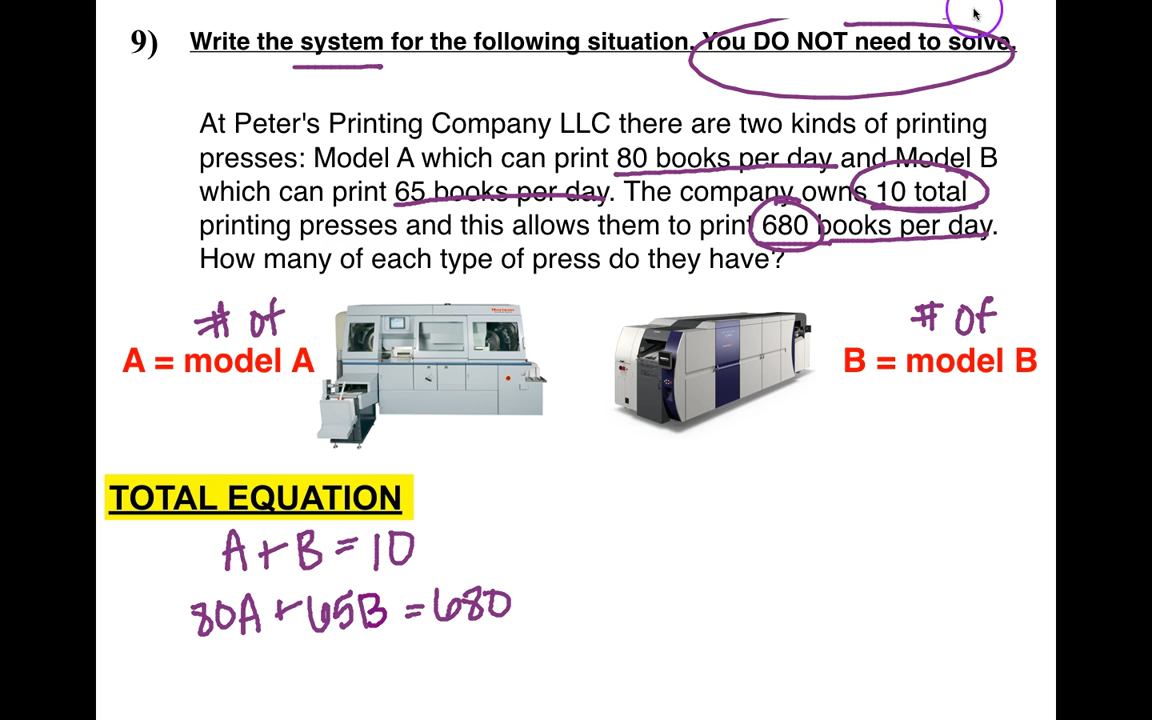 9) Write the system for the following situation. You DO NOT need to solve.
At Peter's Printing Company LLC there are two kinds of printing
presses: Model A which can print 80 books per day and Model B
which can print 65 books per day. The company owns 10 total
printing presses and this allows them to print 680 books per day.
How many of each type of press do they have?
# of
A = model A
# of
B = model B
TOTAL EQUATION
A + B = 10
80A + 65B = 680